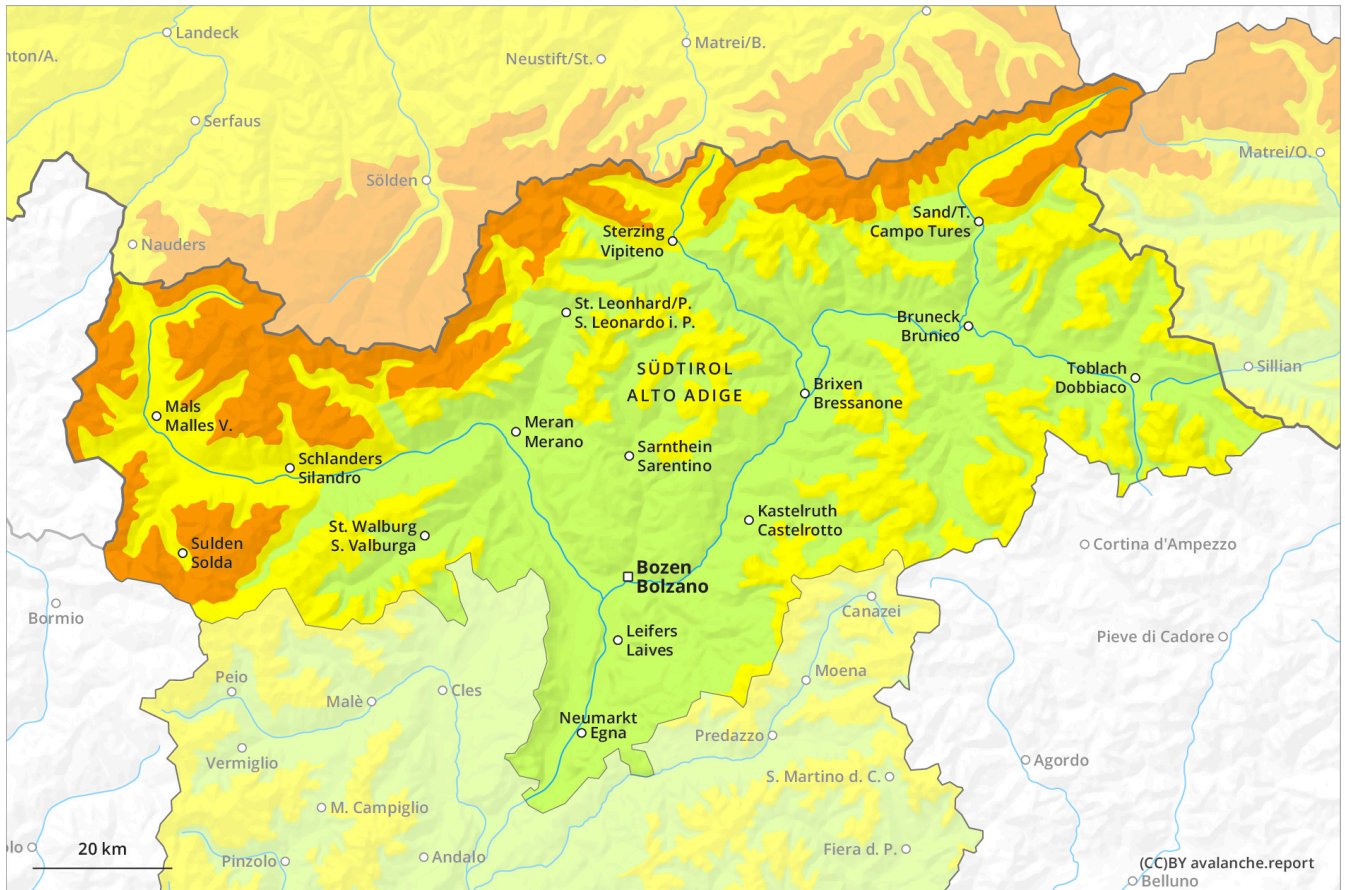 Landeck
Matrei/B.
nton/A.
Neustift/St.
Serfaus
Matrei/O.
Sölden
Sand/T.
Campo Tures
Nauders
Sterzing
Vipiteno
St. Leonhard/P.
S. Leonardo i. P.
Bruneck
Brunico
SÜDTIROL
ALTO ADIGE
Toblach
Dobbiaco
Sillian
Brixen
Bressanone
Mals
Malles V.
Meran
Merano
Sarnthein
Sarentino
Schlanders
Silandro
Kastelruth
Castelrotto
St. Walburg
S. Valburga
Sulden
Solda
Cortina d'Ampezzo
Bozen
Bolzano
Bormio
Canazei
Leifers
Laives
Pieve di Cadore
Peio
Moena
Malè
Cles
Neumarkt
Egna
Predazzo
Vermiglio
Agordo
S. Martino d. C.
M. Campiglio
olo
20 km
Pinzolo
Andalo
Fiera d. P.
(CC)BY avalanche.report
Belluno